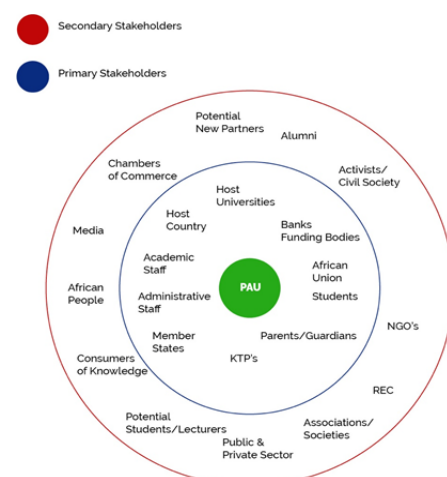 Secondary Stakeholders
Primary Stakeholders
Potential
New Partners
Alumni
Chambers
of Commerce
Activists/
Civil Society
Host
Universities
Host
Country
Banks
Funding Bodies
Media
Academic
Staff
PAU
African
Union
African
People
Administrative
Staff
Students
Member
States
Parents/Guardians
NGO's
Consumers
of Knowledge
KTP's
REC
Potential
Students/Lecturers
Associations/
Societies
Public &
Private Sector